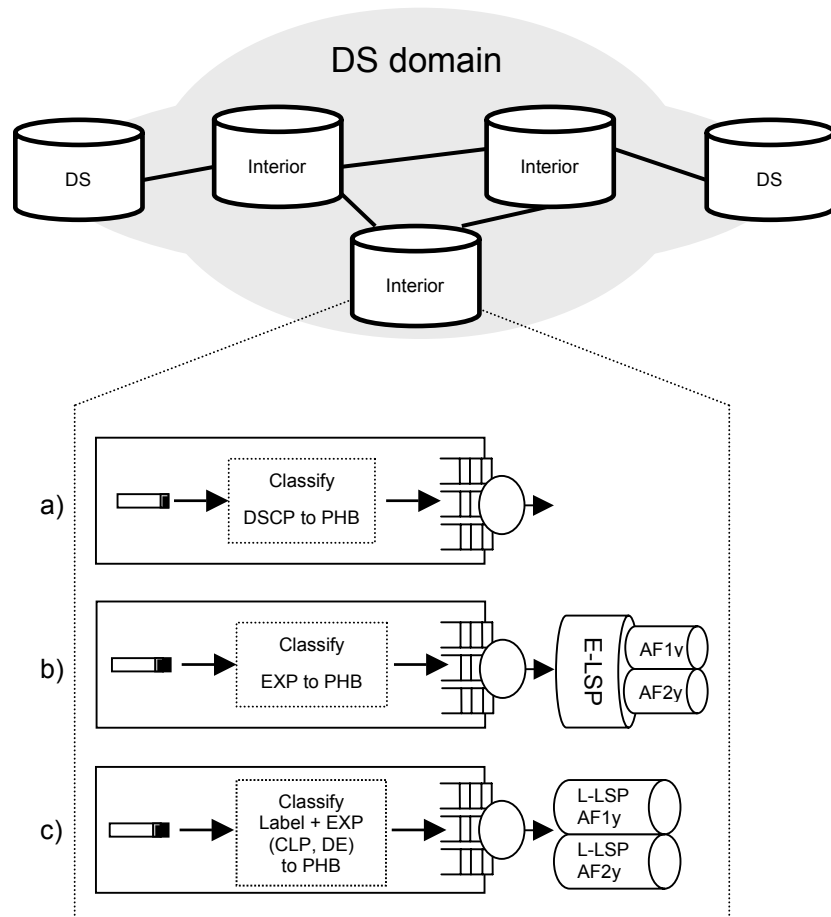 DS domain
DS
Interior
Interior
DS
Interior
a)
Classify
DSCP to PHB
b)
Classify
EXP to PHB
E-LSP
AF1v
AF2y
c)
Classify
Label + EXP
(CLP, DE)
to PHB
L-LSP
AF1y
L-LSP
AF2y